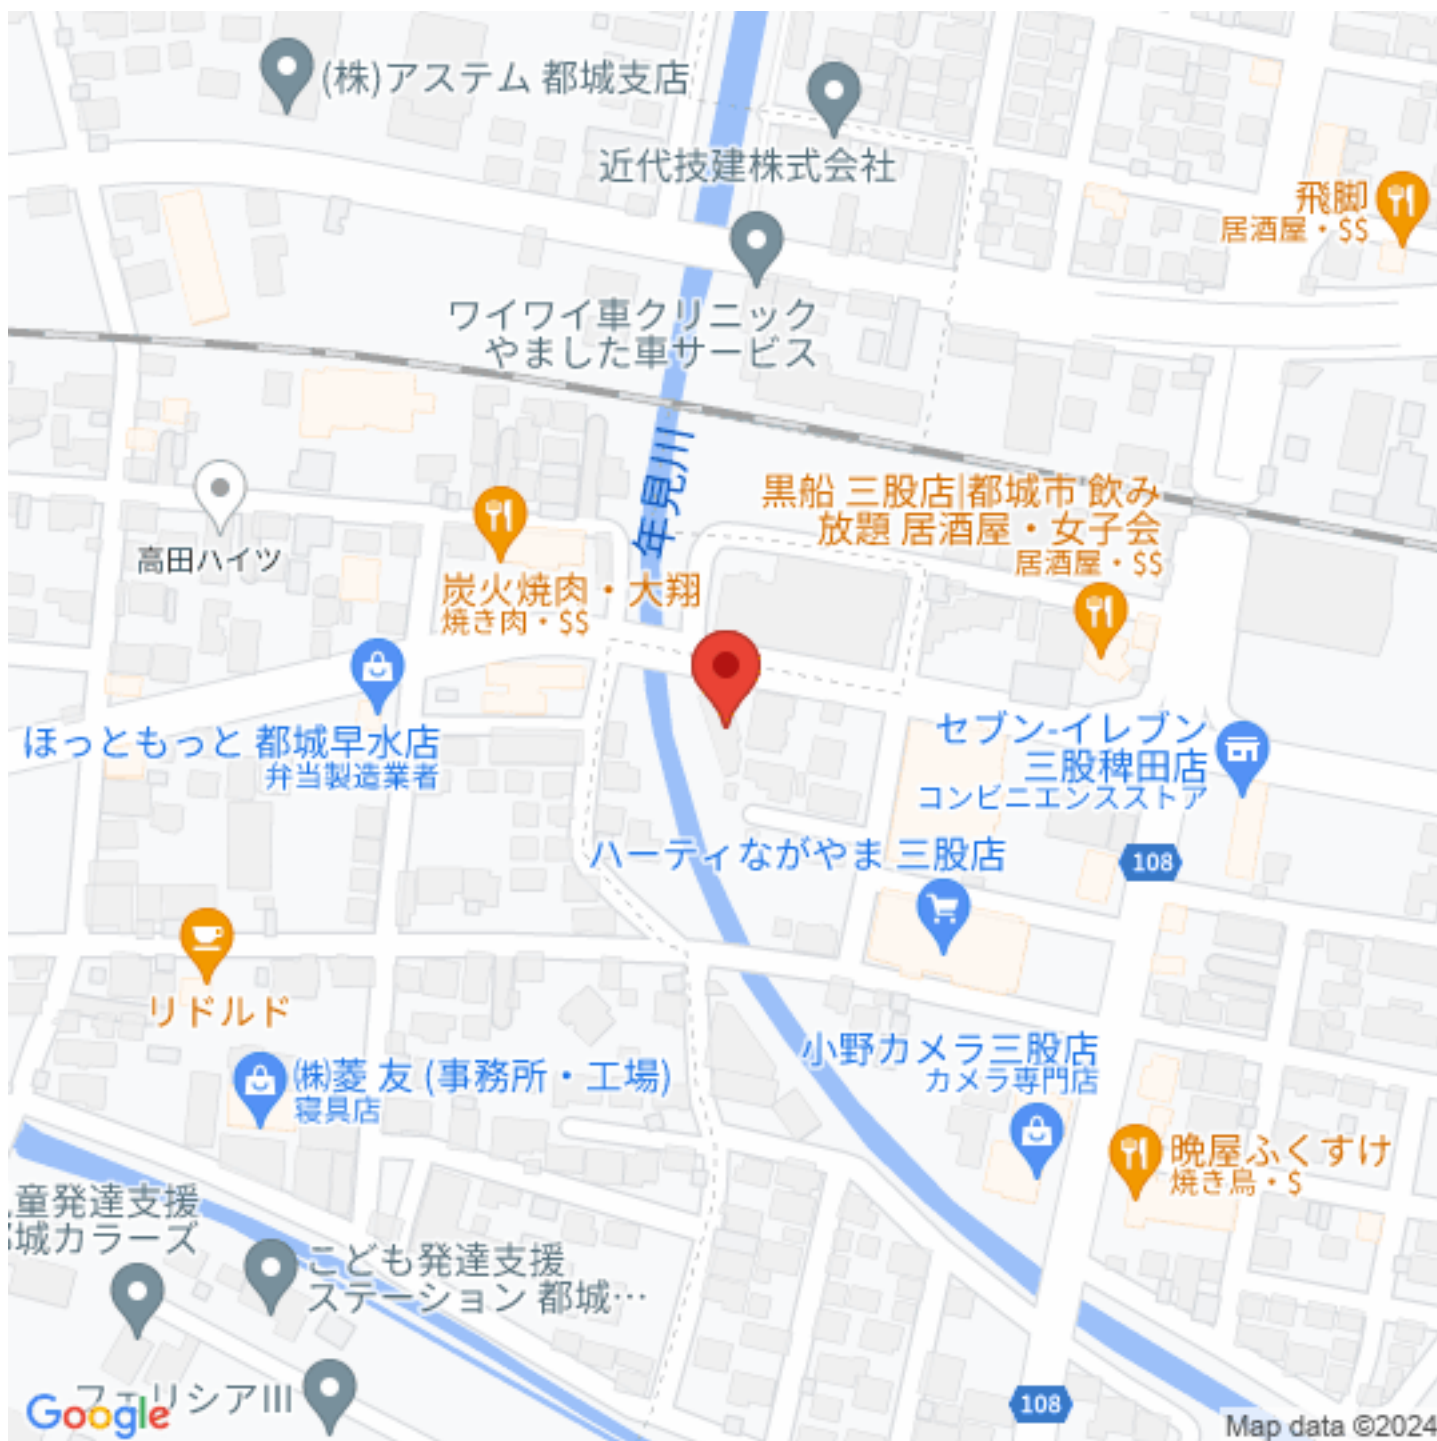 (株)アステム 都城支店
近代技建株式会社
飛脚
居酒屋・$$
ワイワイ車クリニック
やました車サービス
年見川
黒船 三股店|都城市 飲み
放題 居酒屋・女子会
居酒屋・$$
高田ハイツ
炭火焼肉・大翔
焼き肉・$$
ほっともっと 都城早水店
弁当製造業者
セブン-イレブン
三股稗田店
コンビニエンスストア
ハーティながやま 三股店
108
リドルド
㈱菱 友 (事務所・工場)
寝具店
小野カメラ三股店
カメラ専門店
晩屋ふくすけ
焼き鳥・$
童発達支援
城カラーズ
こども発達支援
ステーション 都城…
フェリシアIII
108
Google
Map data ©2024